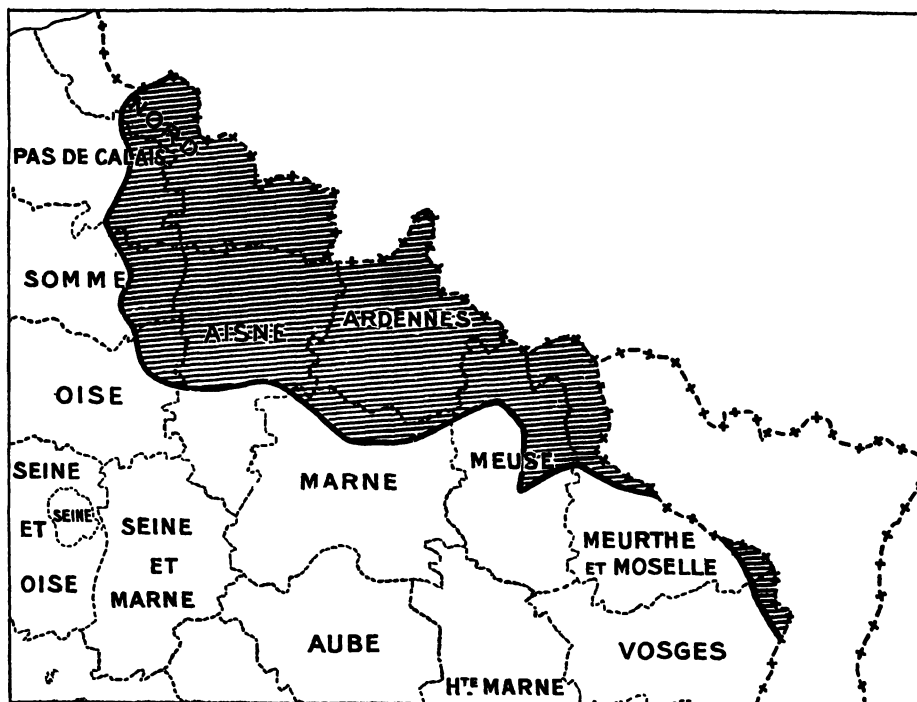 PAS DE CALAIS
SOMME
AISNE
ARDENNES
OISE
MEUSE
SEINE
ET
OISE
SEINE
MARNE
SEINE
ET
MARNE
MEURTHE
ET MOSELLE
AUBE
VOSGES
HTE MARNE